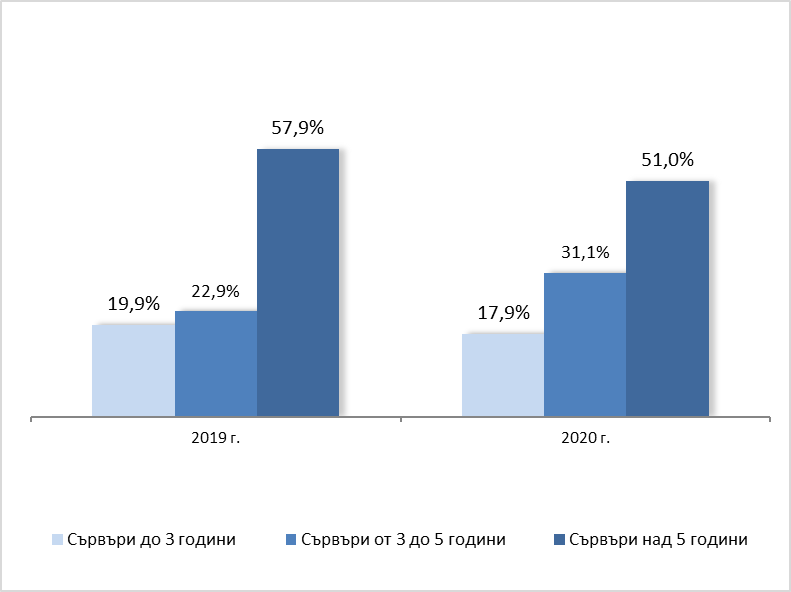 57,9%
51,0%
31,1%
22,9%
19,9%
17,9%
2019 г.
2020 г.
Сървъри до 3 години
Сървъри от 3 до 5 години
Сървъри над 5 години